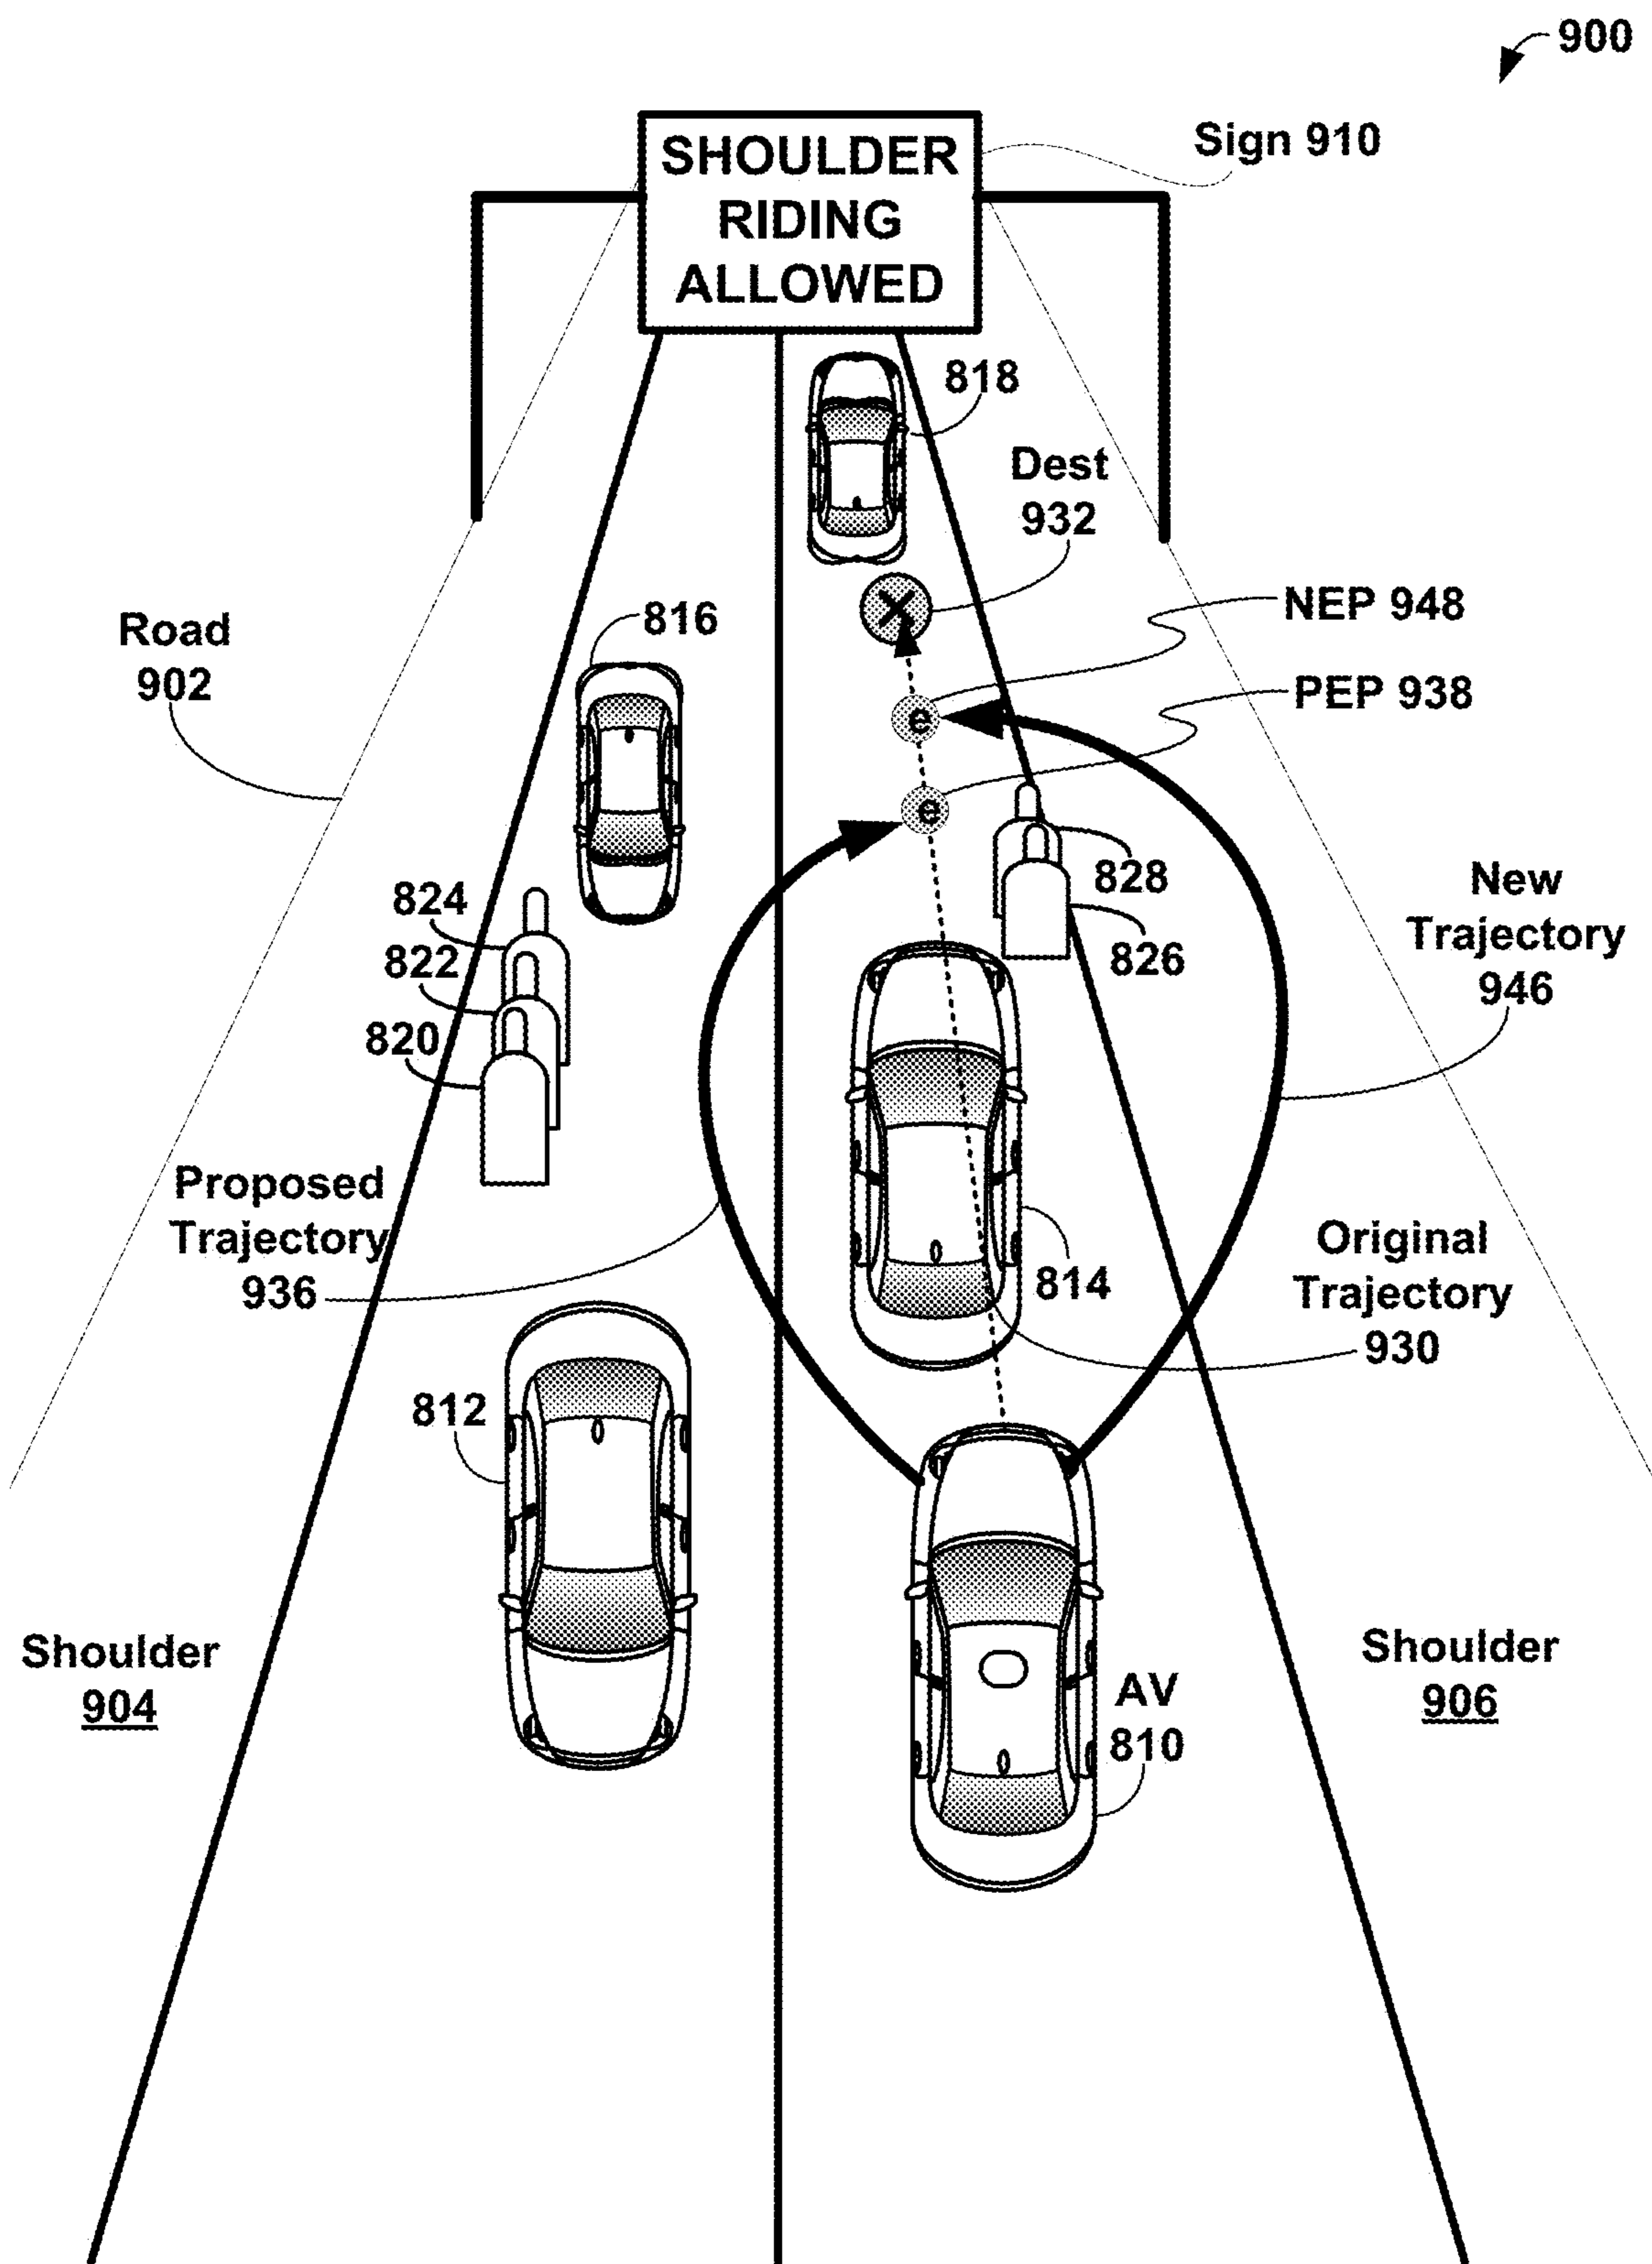 900
SHOULDER
RIDING
ALLOWED
Sign 910
818
Dest
932
NEP 948
816
Road
902
PEP 938
e
e
828
824
New
Trajectory
946
822
826
820
Proposed
Trajectory
936
Original
Trajectory
930
814
812
Shoulder
904
AV
810
Shoulder
906